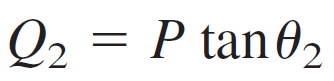 Q₂ = P tan θ₂